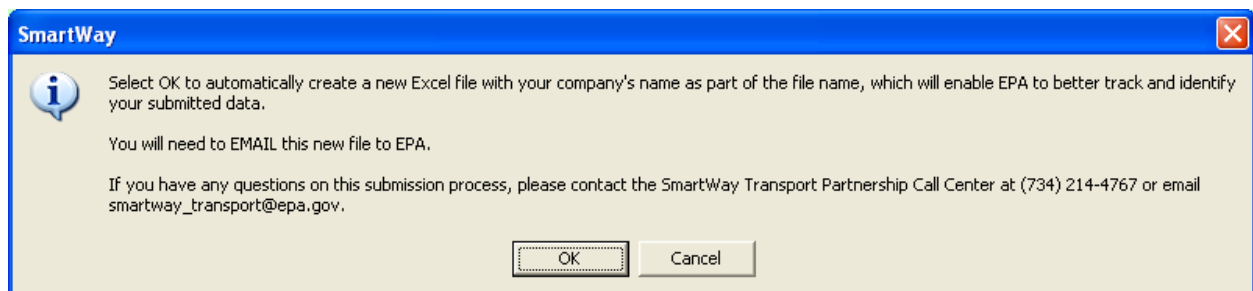 SmartWay
Select OK to automatically create a new Excel file with your company's name as part of the file name, which will enable EPA to better track and identify
your submitted data.
You will need to EMAIL this new file to EPA.
If you have any questions on this submission process, please contact the SmartWay Transport Partnership Call Center at (734) 214-4767 or email
smartway_transport@epa.gov.
OK
Cancel